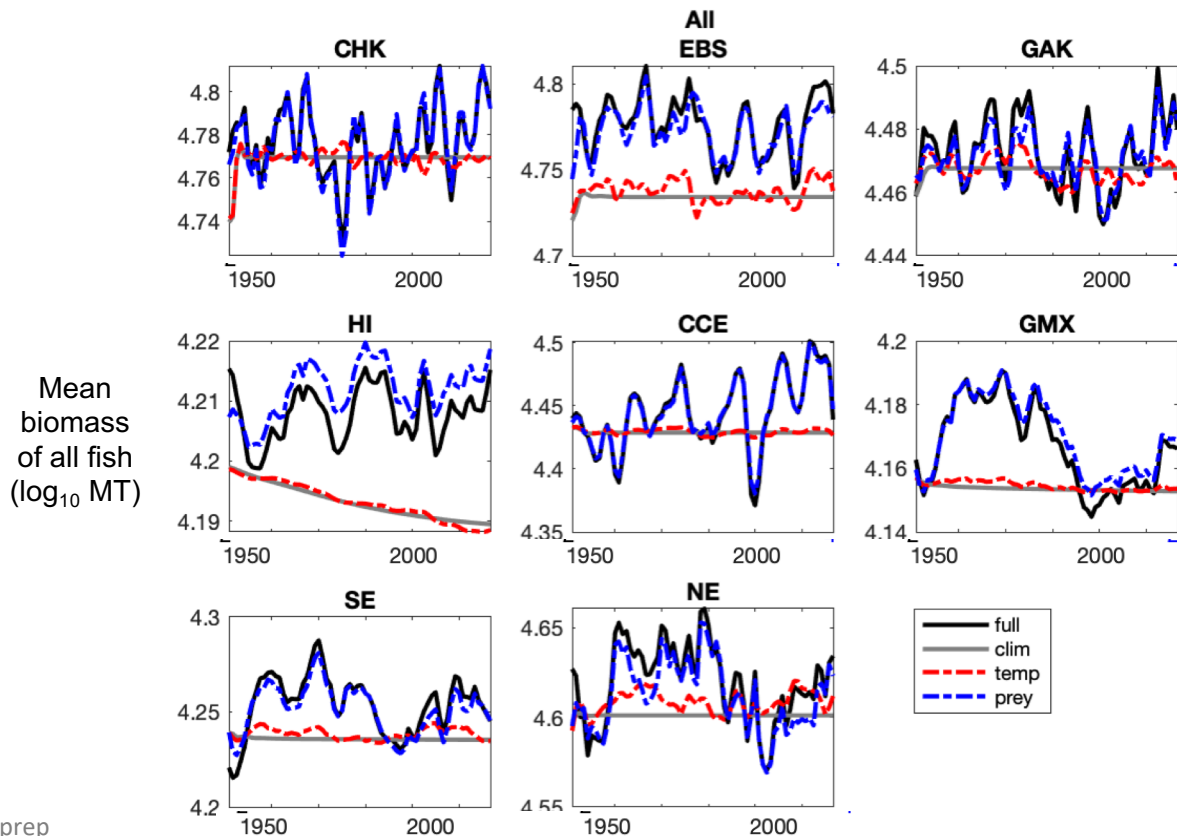 All
CHK
EBS
GAK
4.8
4.78
4.76
4.74
1950
2000
4.8
4.75
4.7
1950
2000
4.5
4.48
4.46
4.44
1950
2000
Mean
biomass
of all fish
(log10 MT)
HI
CCE
GMX
4.22
4.21
4.2
4.19
1950
2000
4.5
4.45
4.4
4.35
1950
2000
4.2
4.18
4.16
4.14
1950
2000
SE
NE
4.3
4.25
4.2
1950
2000
4.65
4.6
4.55
1950
2000
full
clim
temp
prey
prep